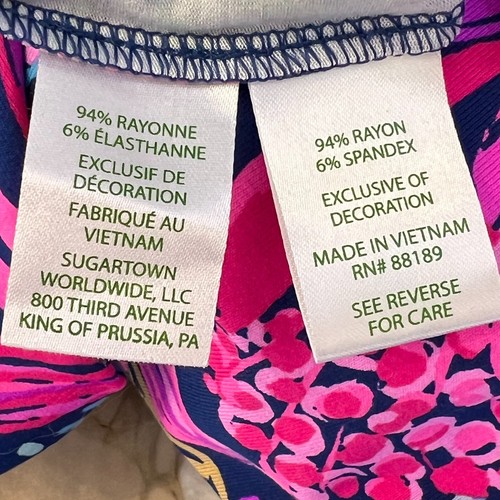 94% RAYONNE
6% ÉLASTHANNE
EXCLUSIF DE
DÉCORATION
FABRIQUÉ AU
VIETNAM
SUGARTOWN
WORLDWIDE, LLC
800 THIRD AVENUE
KING OF PRUSSIA, PA
94% RAYON
6% SPANDEX
EXCLUSIVE OF
DECORATION
MADE IN VIETNAM
RN# 88189
SEE REVERSE
FOR CARE